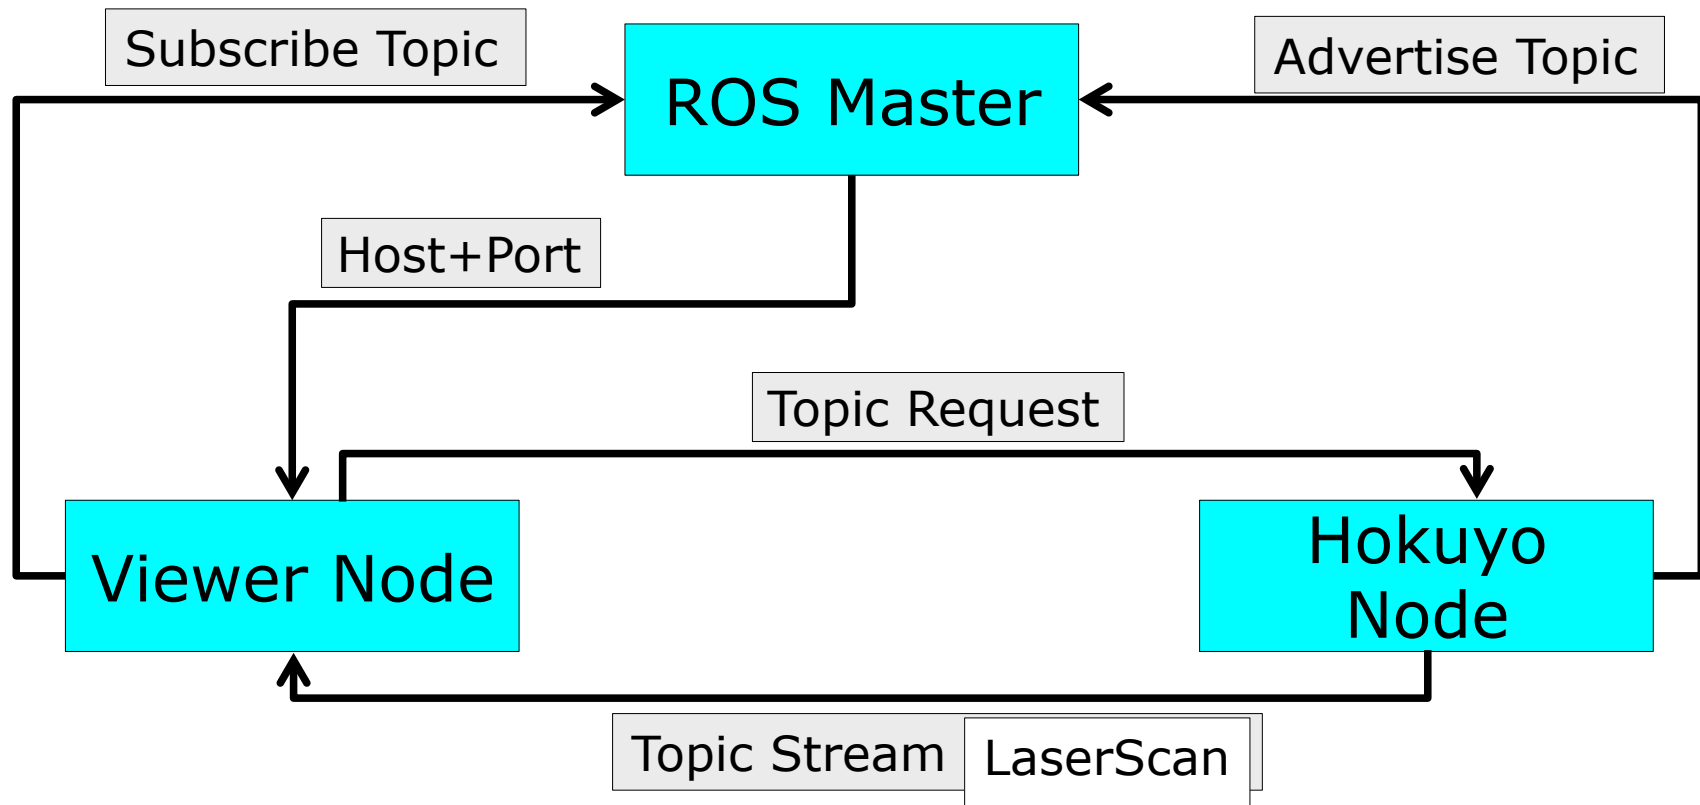 Subscribe Topic
ROS Master
Advertise Topic
Host+Port
Topic Request
Viewer Node
Hokuyo
Node
Topic Stream LaserScan